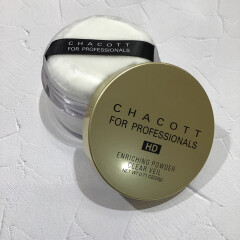 CHACOTT
FOR PROFESSIONALS
CHACOTT
FOR PROFESSIONALS
HD
ENRICHING POWDER
CLEAR VEIL